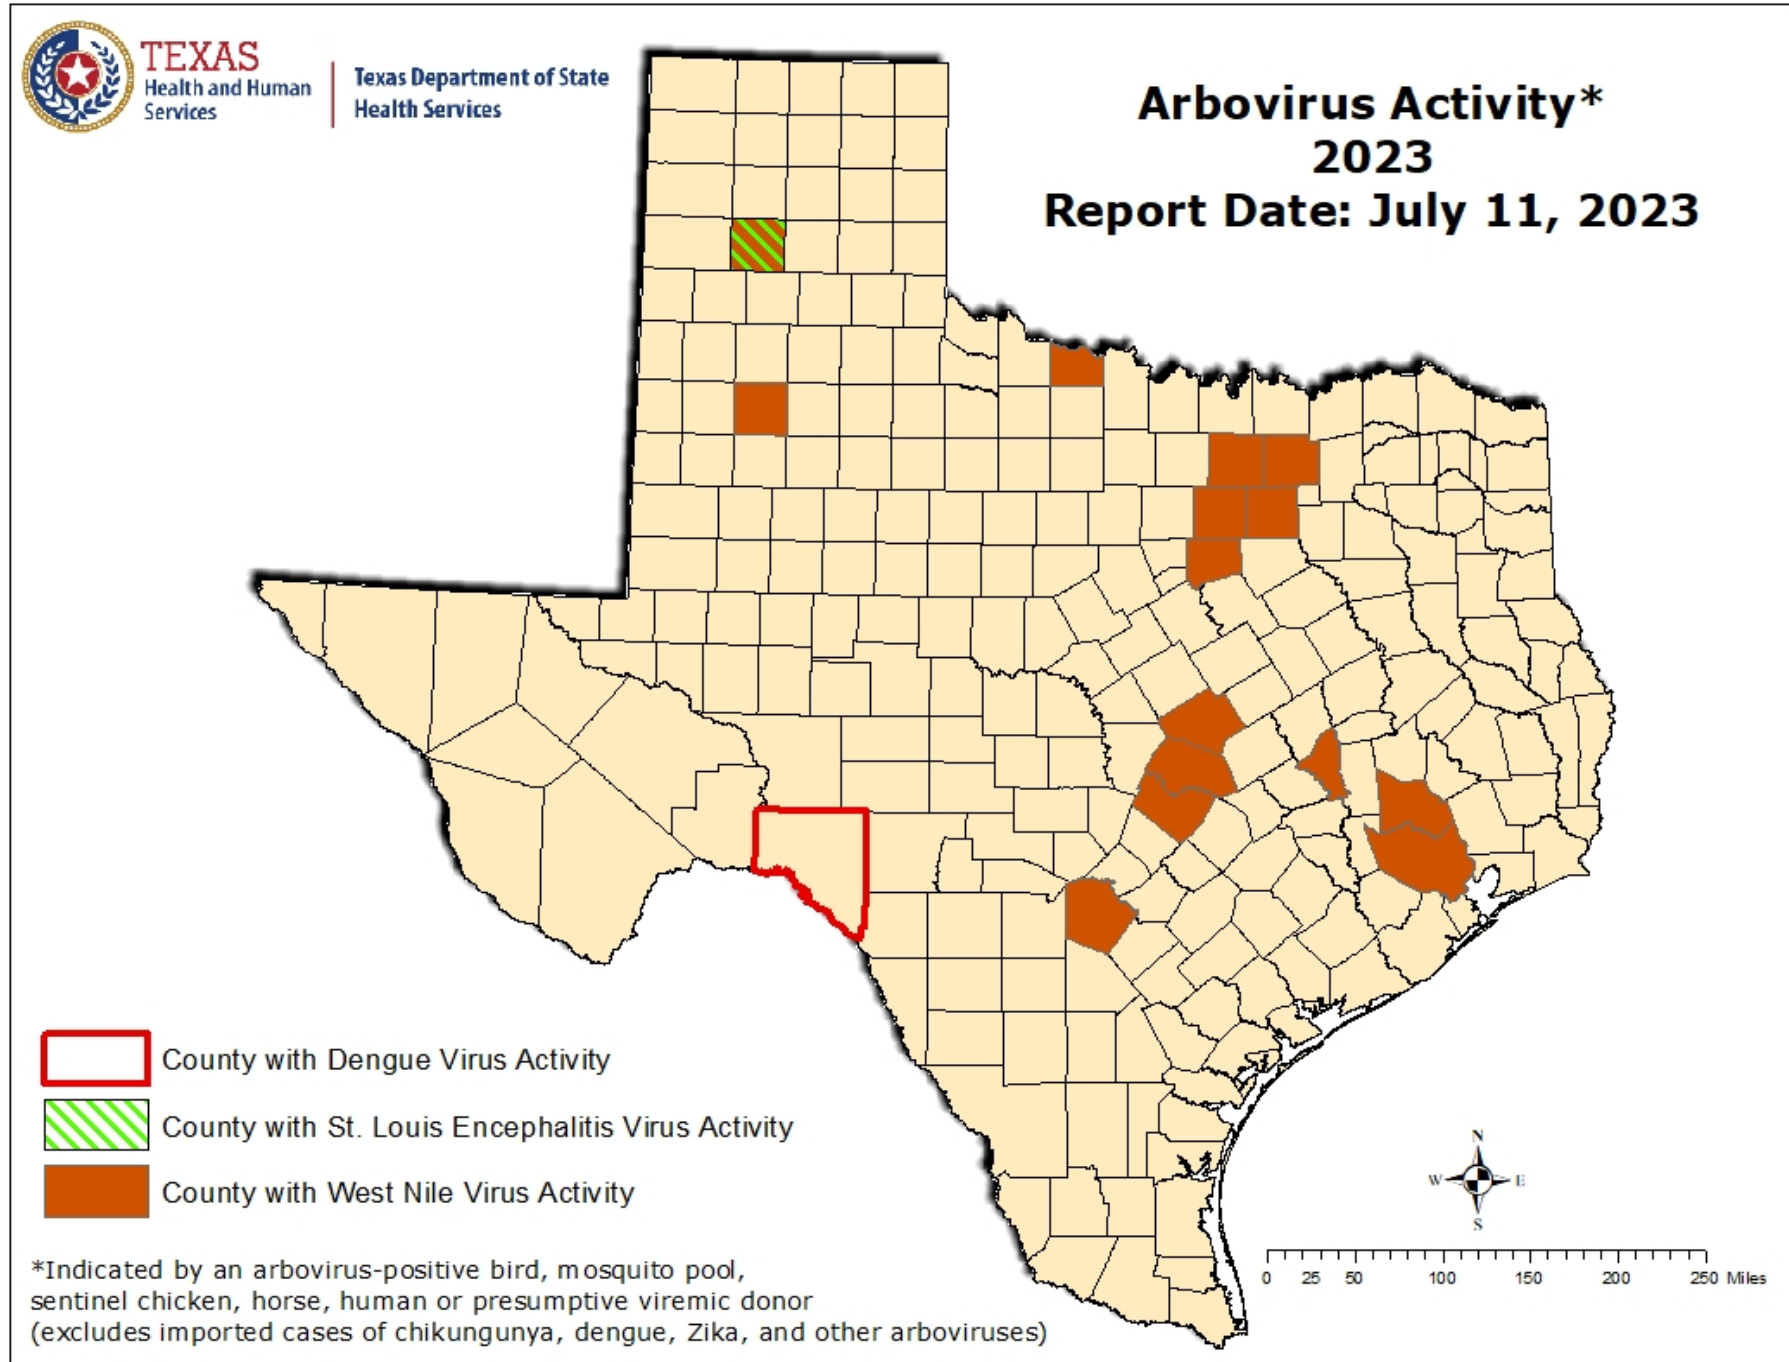 TEXAS
Health and Human
Services
Texas Department of State
Health Services
Arbovirus Activity*
2023
Report Date: July 11, 2023
County with Dengue Virus Activity
County with St. Louis Encephalitis Virus Activity
County with West Nile Virus Activity
*Indicated by an arbovirus-positive bird, mosquito pool,
sentinel chicken, horse, human or presumptive viremic donor
(excludes imported cases of chikungunya, dengue, Zika, and other arboviruses)
N
W E
S
0 25 50 100 150 200 250 Miles